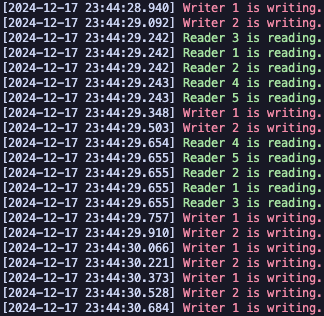 [2024-12-17 23:44:28.940] Writer 1 is writing.
[2024-12-17 23:44:29.092] Writer 2 is writing.
[2024-12-17 23:44:29.242] Reader 3 is reading.
[2024-12-17 23:44:29.242] Reader 1 is reading.
[2024-12-17 23:44:29.242] Reader 2 is reading.
[2024-12-17 23:44:29.243] Reader 4 is reading.
[2024-12-17 23:44:29.243] Reader 5 is reading.
[2024-12-17 23:44:29.348] Writer 1 is writing.
[2024-12-17 23:44:29.503] Writer 2 is writing.
[2024-12-17 23:44:29.654] Reader 4 is reading.
[2024-12-17 23:44:29.655] Reader 5 is reading.
[2024-12-17 23:44:29.655] Reader 2 is reading.
[2024-12-17 23:44:29.655] Reader 1 is reading.
[2024-12-17 23:44:29.655] Reader 3 is reading.
[2024-12-17 23:44:29.757] Writer 1 is writing.
[2024-12-17 23:44:29.910] Writer 2 is writing.
[2024-12-17 23:44:30.066] Writer 1 is writing.
[2024-12-17 23:44:30.221] Writer 2 is writing.
[2024-12-17 23:44:30.373] Writer 1 is writing.
[2024-12-17 23:44:30.528] Writer 2 is writing.
[2024-12-17 23:44:30.684] Writer 1 is writing.